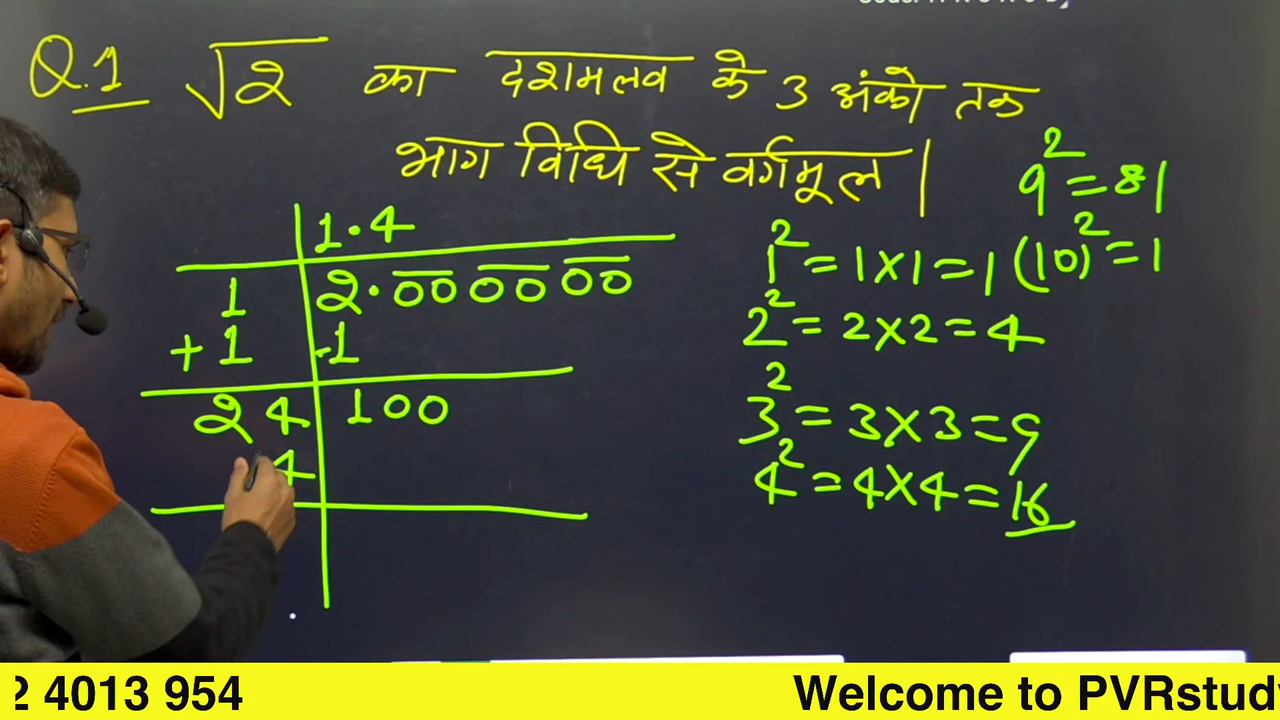 Q.1 √2 का दशमलव के 3 अंको तक
भाग विधि से वर्गमूल |
9² = 81
1.4
1² = 1×1 = 1 (10)² = 1
1 2.00 00 00
2² = 2×2 = 4
+1 -1
3² = 3×3 = 9
24 100
4
4² = 4×4 = 16
2 4013 954
Welcome to PVRstudy